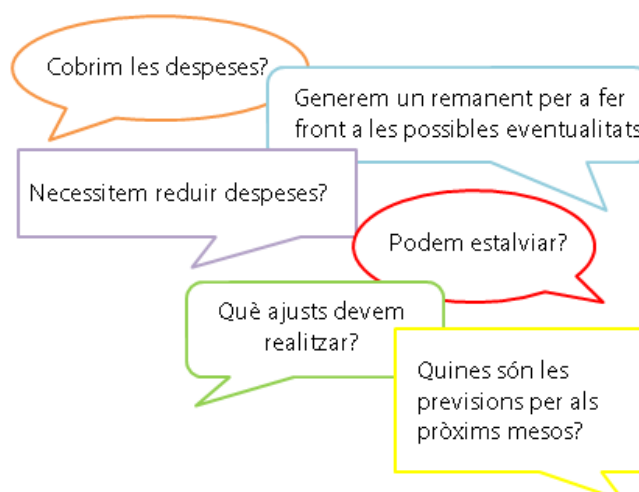 Cobrim les despeses?
Generem un remanent per a fer
front a les possibles eventualitats
Necessitem reduir despeses?
Podem estalviar?
Què ajusts devem
realitzar?
Quines són les
previsions per als
pròxims mesos?